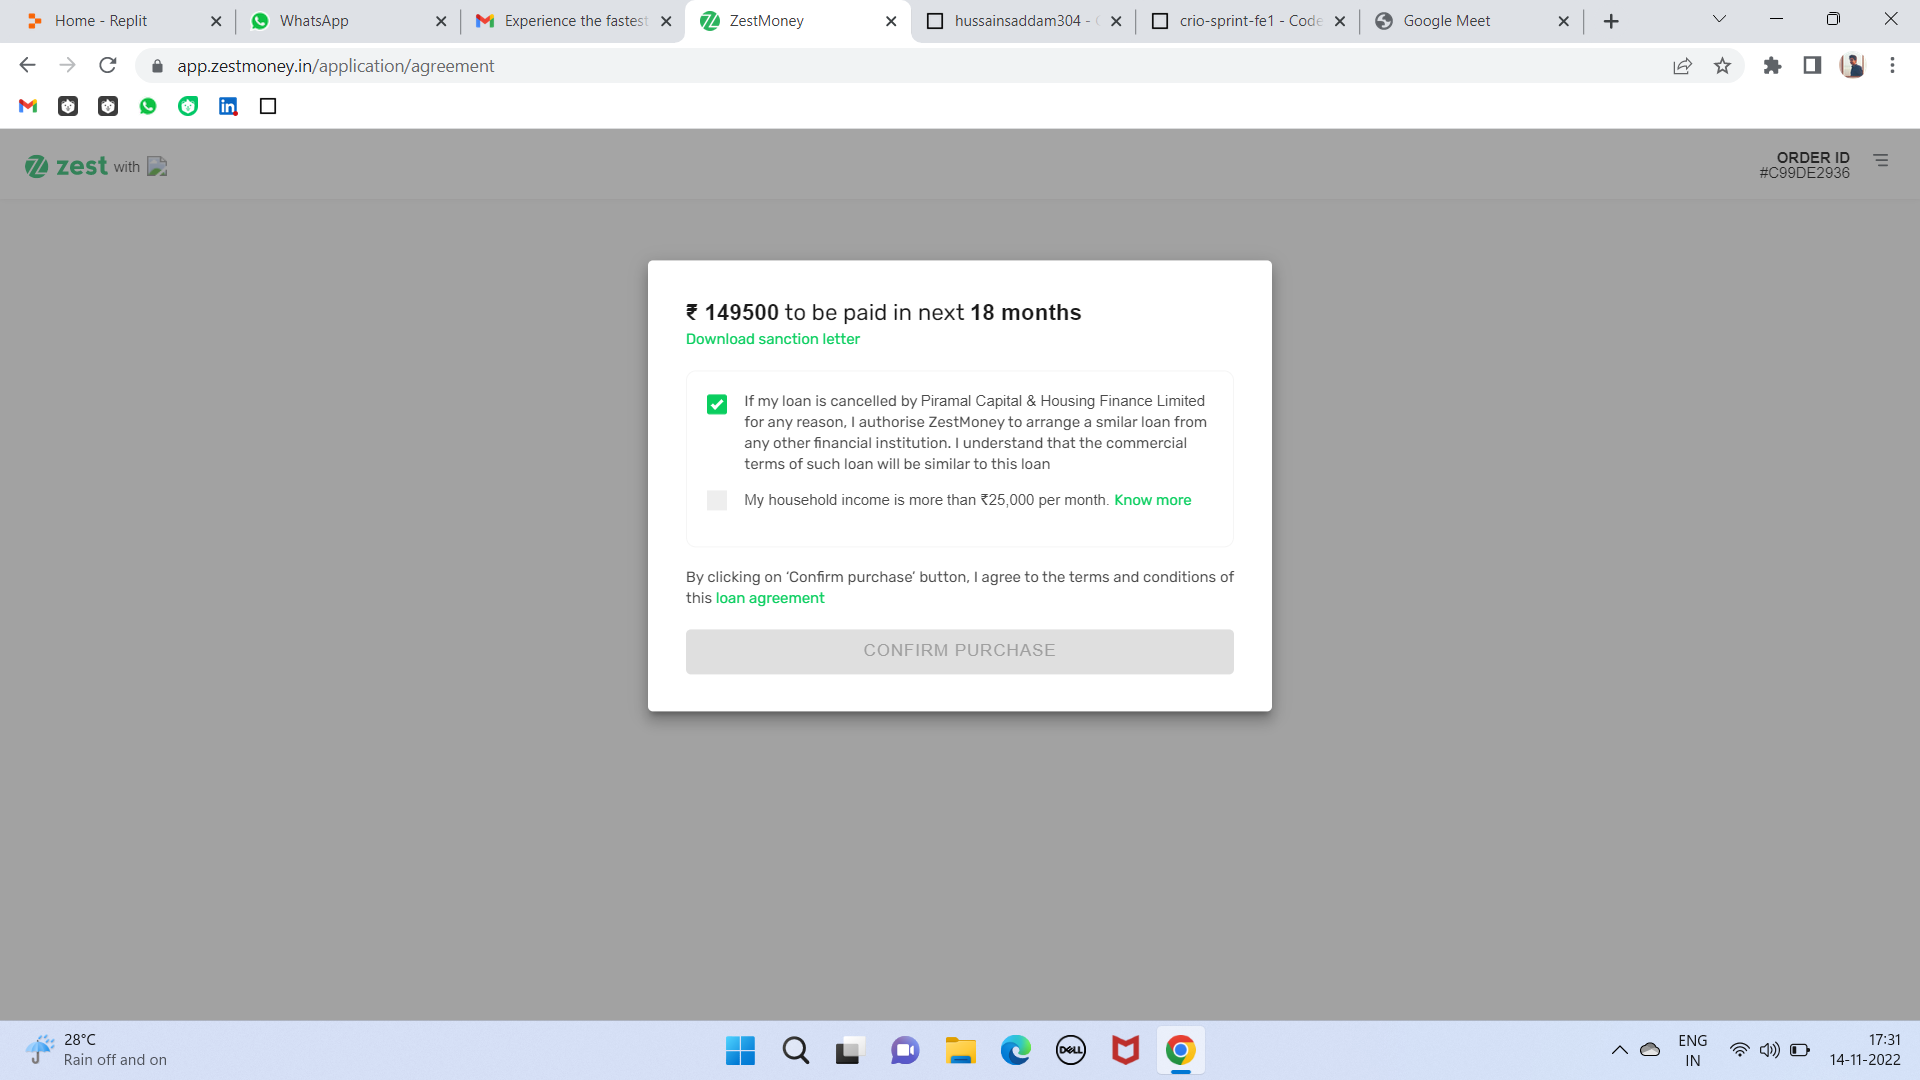 Home - Replit
WhatsApp
Experience the fastest
ZestMoney
hussainsaddam304 -
crio-sprint-fe1 - Code
Google Meet
app.zestmoney.in/application/agreement
zest with
ORDER ID
#C99DE2936
₹ 149500 to be paid in next 18 months
Download sanction letter
If my loan is cancelled by Piramal Capital & Housing Finance Limited
for any reason, I authorise ZestMoney to arrange a smilar loan from
any other financial institution. I understand that the commercial
terms of such loan will be similar to this loan
My household income is more than ₹25,000 per month. Know more
By clicking on ‘Confirm purchase’ button, I agree to the terms and conditions of
this loan agreement
CONFIRM PURCHASE
28°C
Rain off and on
DELL
ENG
IN
17:31
14-11-2022